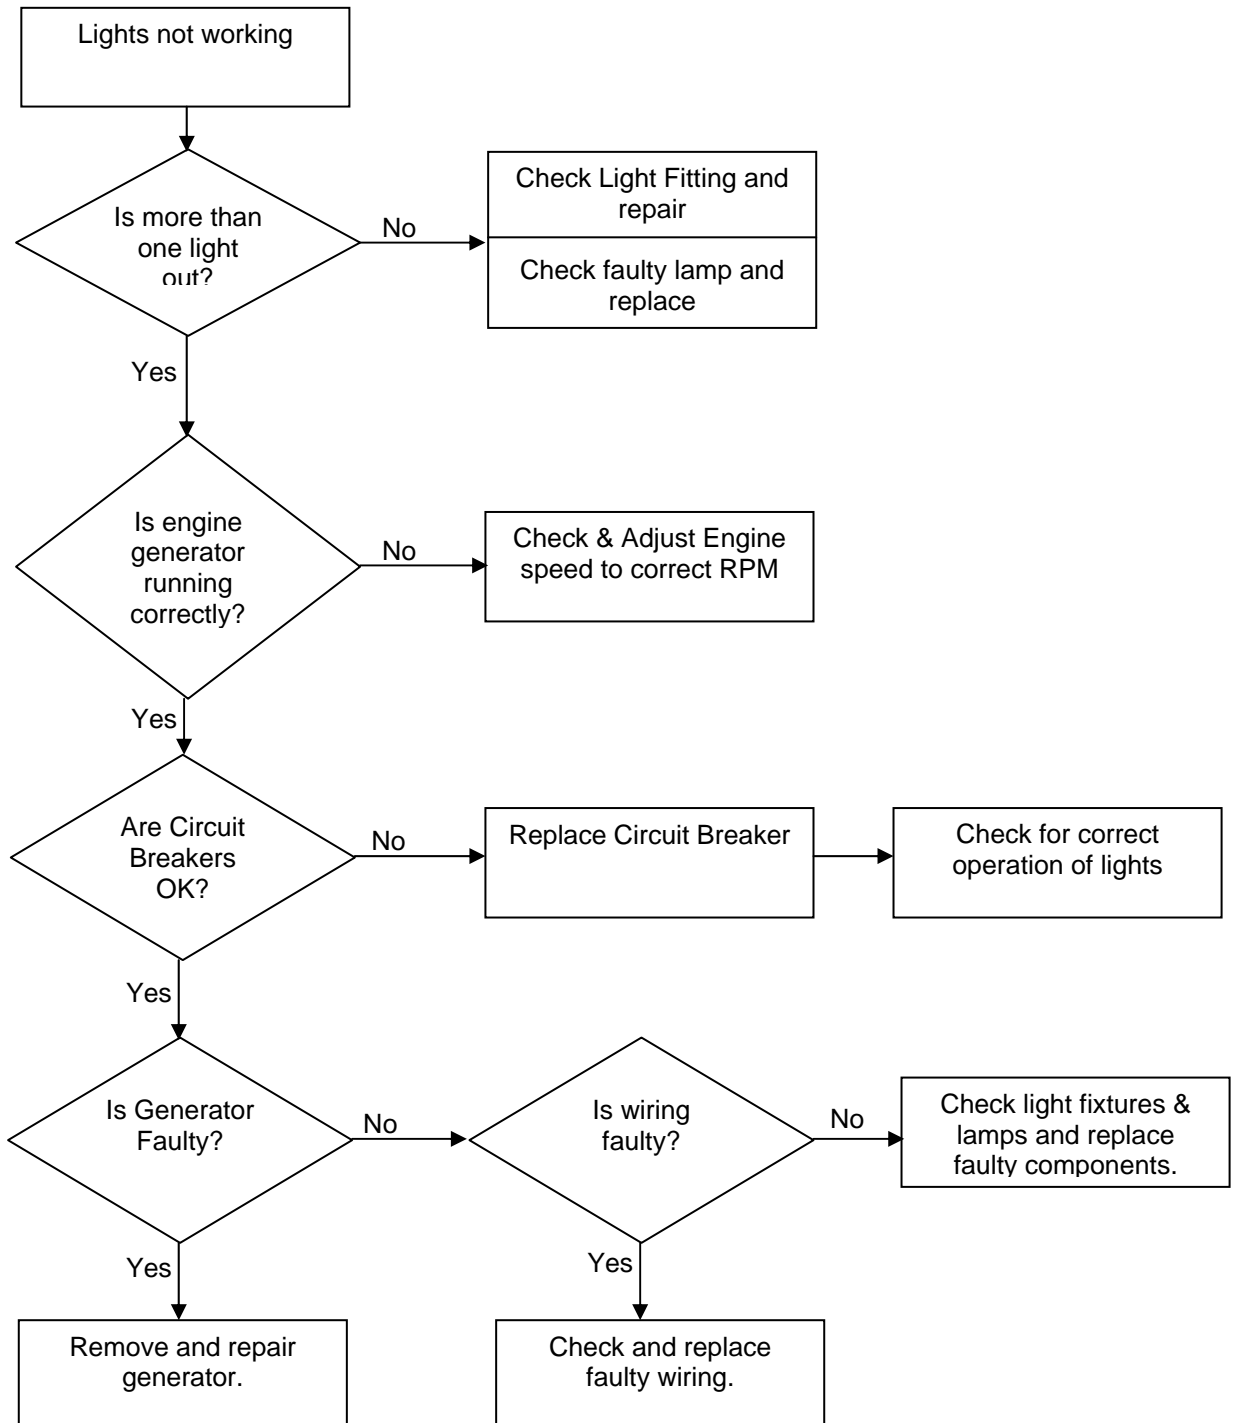 Lights not working
Is more than
one light
out?
No
Check Light Fitting and
repair
Check faulty lamp and
replace
Yes
Is engine
generator
running
correctly?
No
Check & Adjust Engine
speed to correct RPM
Yes
Are Circuit
Breakers
OK?
No
Replace Circuit Breaker
Check for correct
operation of lights
Yes
Is Generator
Faulty?
No
Is wiring
faulty?
No
Check light fixtures &
lamps and replace
faulty components.
Yes
Yes
Remove and repair
generator.
Check and replace
faulty wiring.